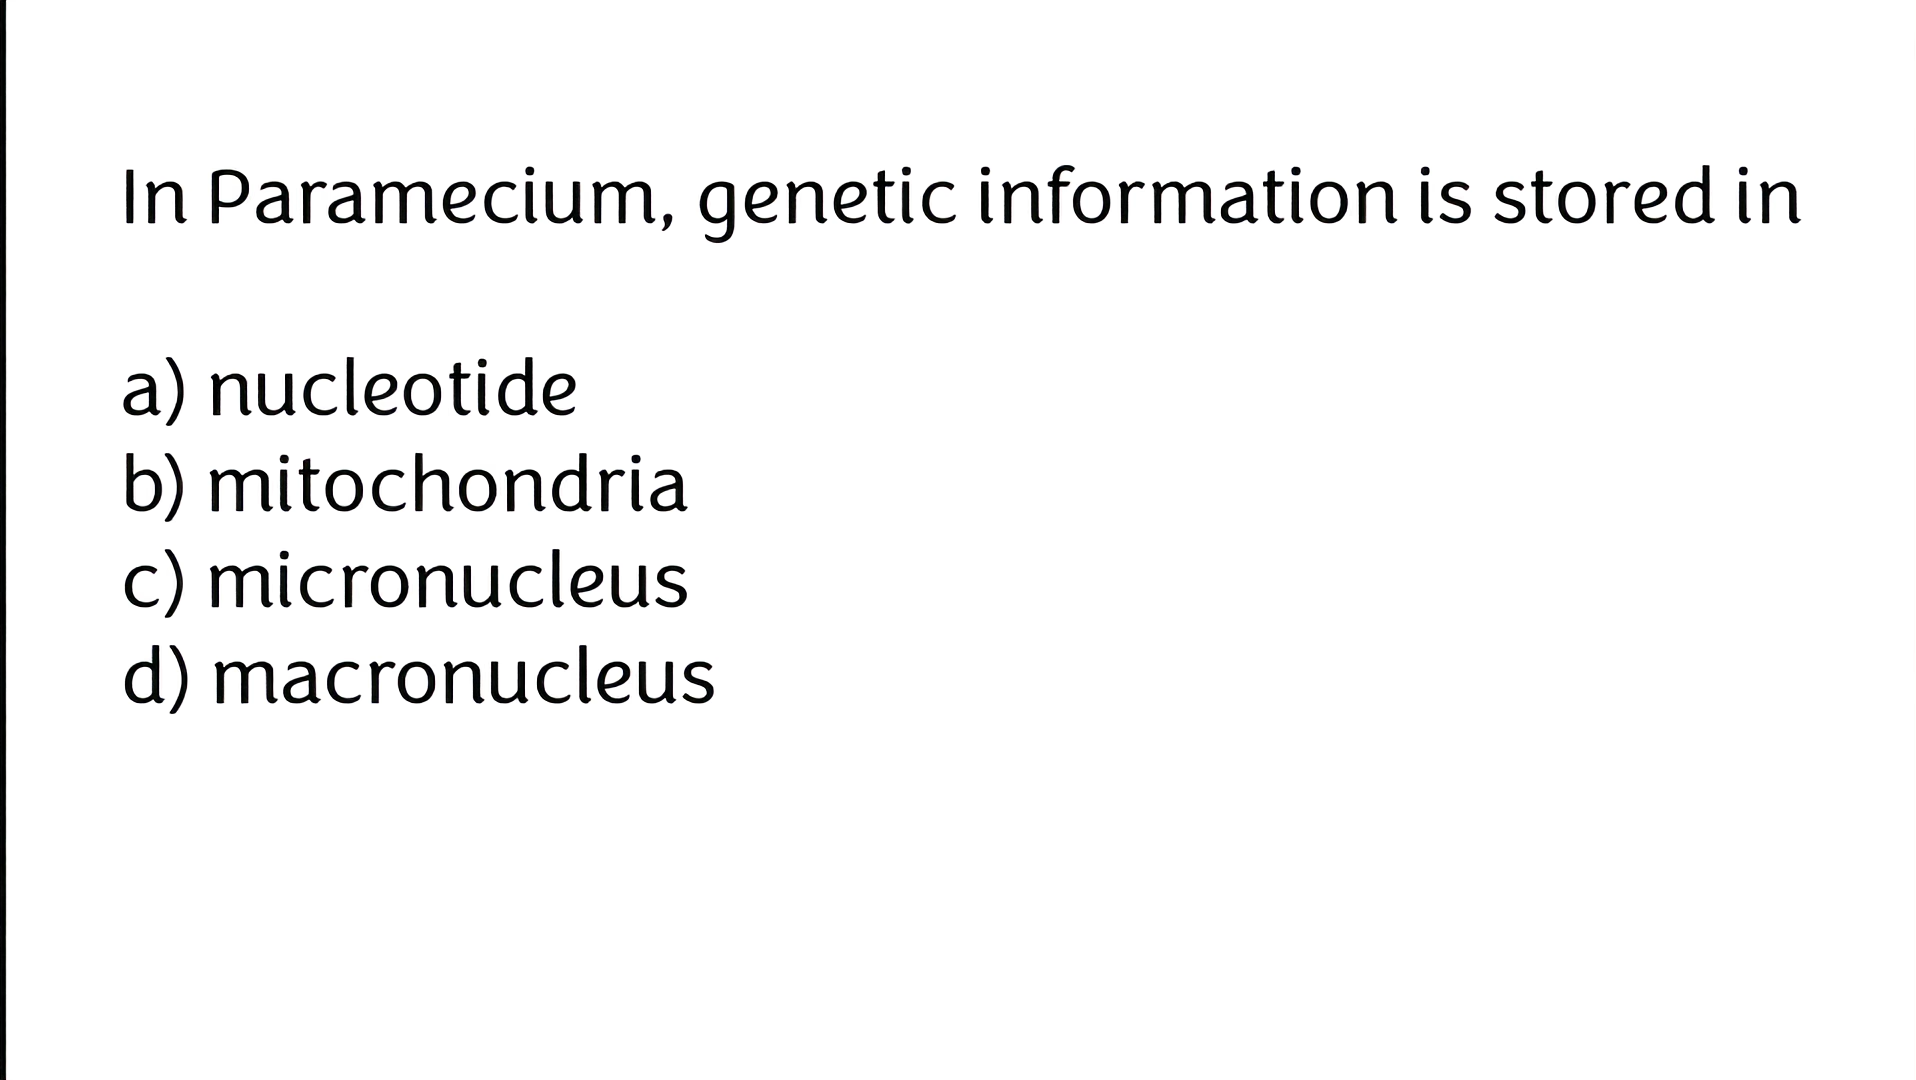 In Paramecium, genetic information is stored in
a) nucleotide
b) mitochondria
c) micronucleus
d) macronucleus